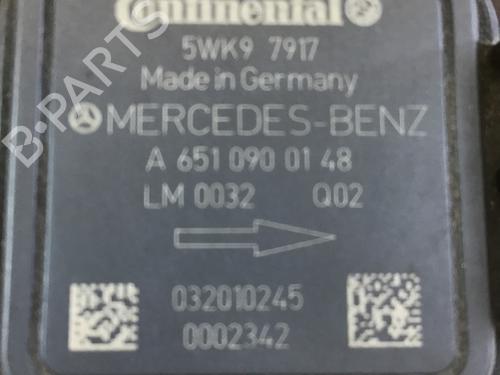 Continental
5WK9 7917
Made in Germany
MERCEDES-BENZ
A 651 090 01 48
LM 0032 Q02
032010245
0002342
B-PARTS